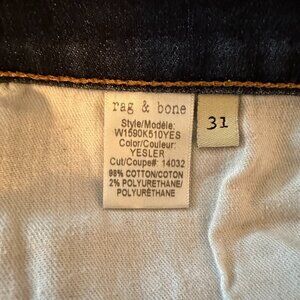 rag & bone
Style/Modèle:
W1590K510YES
Color/Couleur:
YESLER
Cut/Coupe#: 14032
98% COTTON/COTON
2% POLYURETHANE/
POLYURÉTHANE
31